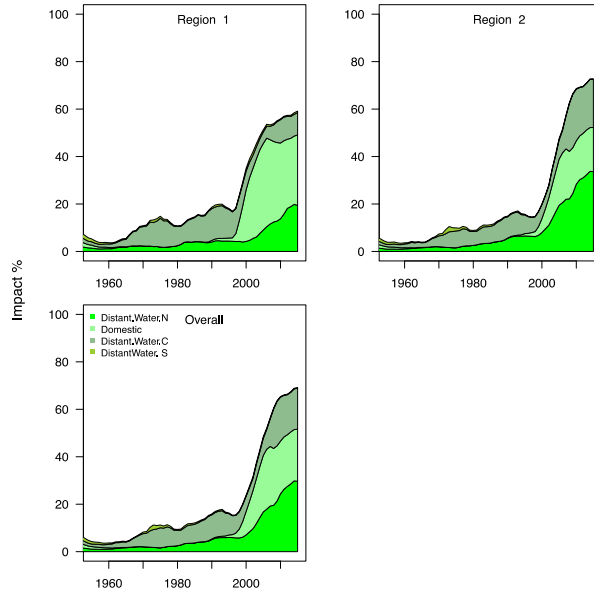 Region 1
100
80
60
40
20
0
1960 1980 2000
Region 2
100
80
60
40
20
0
1960 1980 2000
Impact %
Overall
Distant.Water.N
Domestic
Distant.Water.C
DistantWater. S
100
80
60
40
20
0
1960 1980 2000